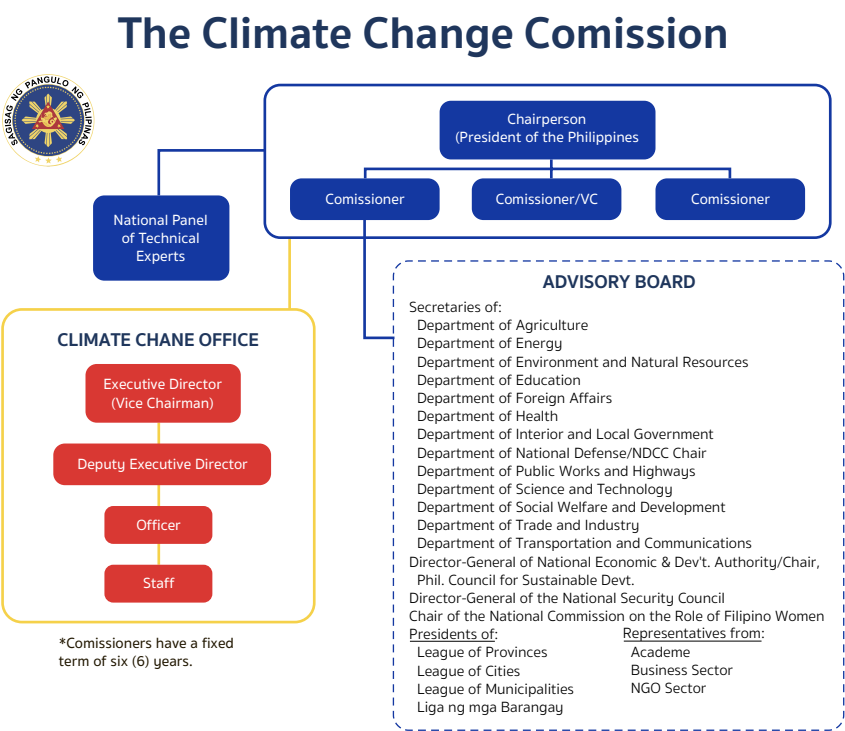 The Climate Change Comission
SAGISAG NG PANGULO NG PILIPINAS
Chairperson
(President of the Philippines
Comissioner
Comissioner/VC
Comissioner
National Panel
of Technical
Experts
CLIMATE CHANE OFFICE
Executive Director
(Vice Chairman)
Deputy Executive Director
Officer
Staff
*Comissioners have a fixed
term of six (6) years.
ADVISORY BOARD
Secretaries of:
Department of Agriculture
Department of Energy
Department of Environment and Natural Resources
Department of Education
Department of Foreign Affairs
Department of Health
Department of Interior and Local Government
Department of National Defense/NDCC Chair
Department of Public Works and Highways
Department of Science and Technology
Department of Social Welfare and Development
Department of Trade and Industry
Department of Transportation and Communications
Director-General of National Economic & Dev't. Authority/Chair,
Phil. Council for Sustainable Devt.
Director-General of the National Security Council
Chair of the National Commission on the Role of Filipino Women
Presidents of:
League of Provinces
League of Cities
League of Municipalities
Liga ng mga Barangay
Representatives from:
Academe
Business Sector
NGO Sector